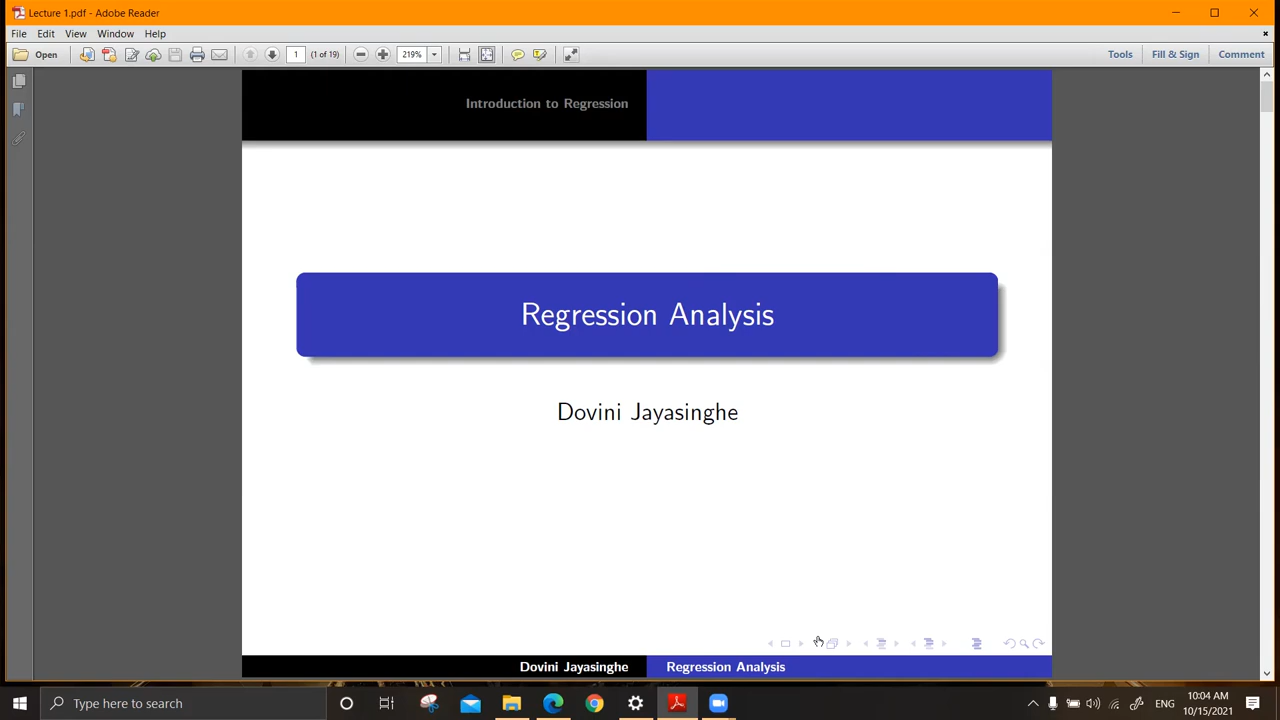 Lecture 1.pdf - Adobe Reader
File Edit View Window Help
Open 1 (1 of 19) 219% Tools Fill & Sign Comment
Introduction to Regression
Regression Analysis
Dovini Jayasinghe
Dovini Jayasinghe Regression Analysis
Type here to search
ENG
10:04 AM
10/15/2021